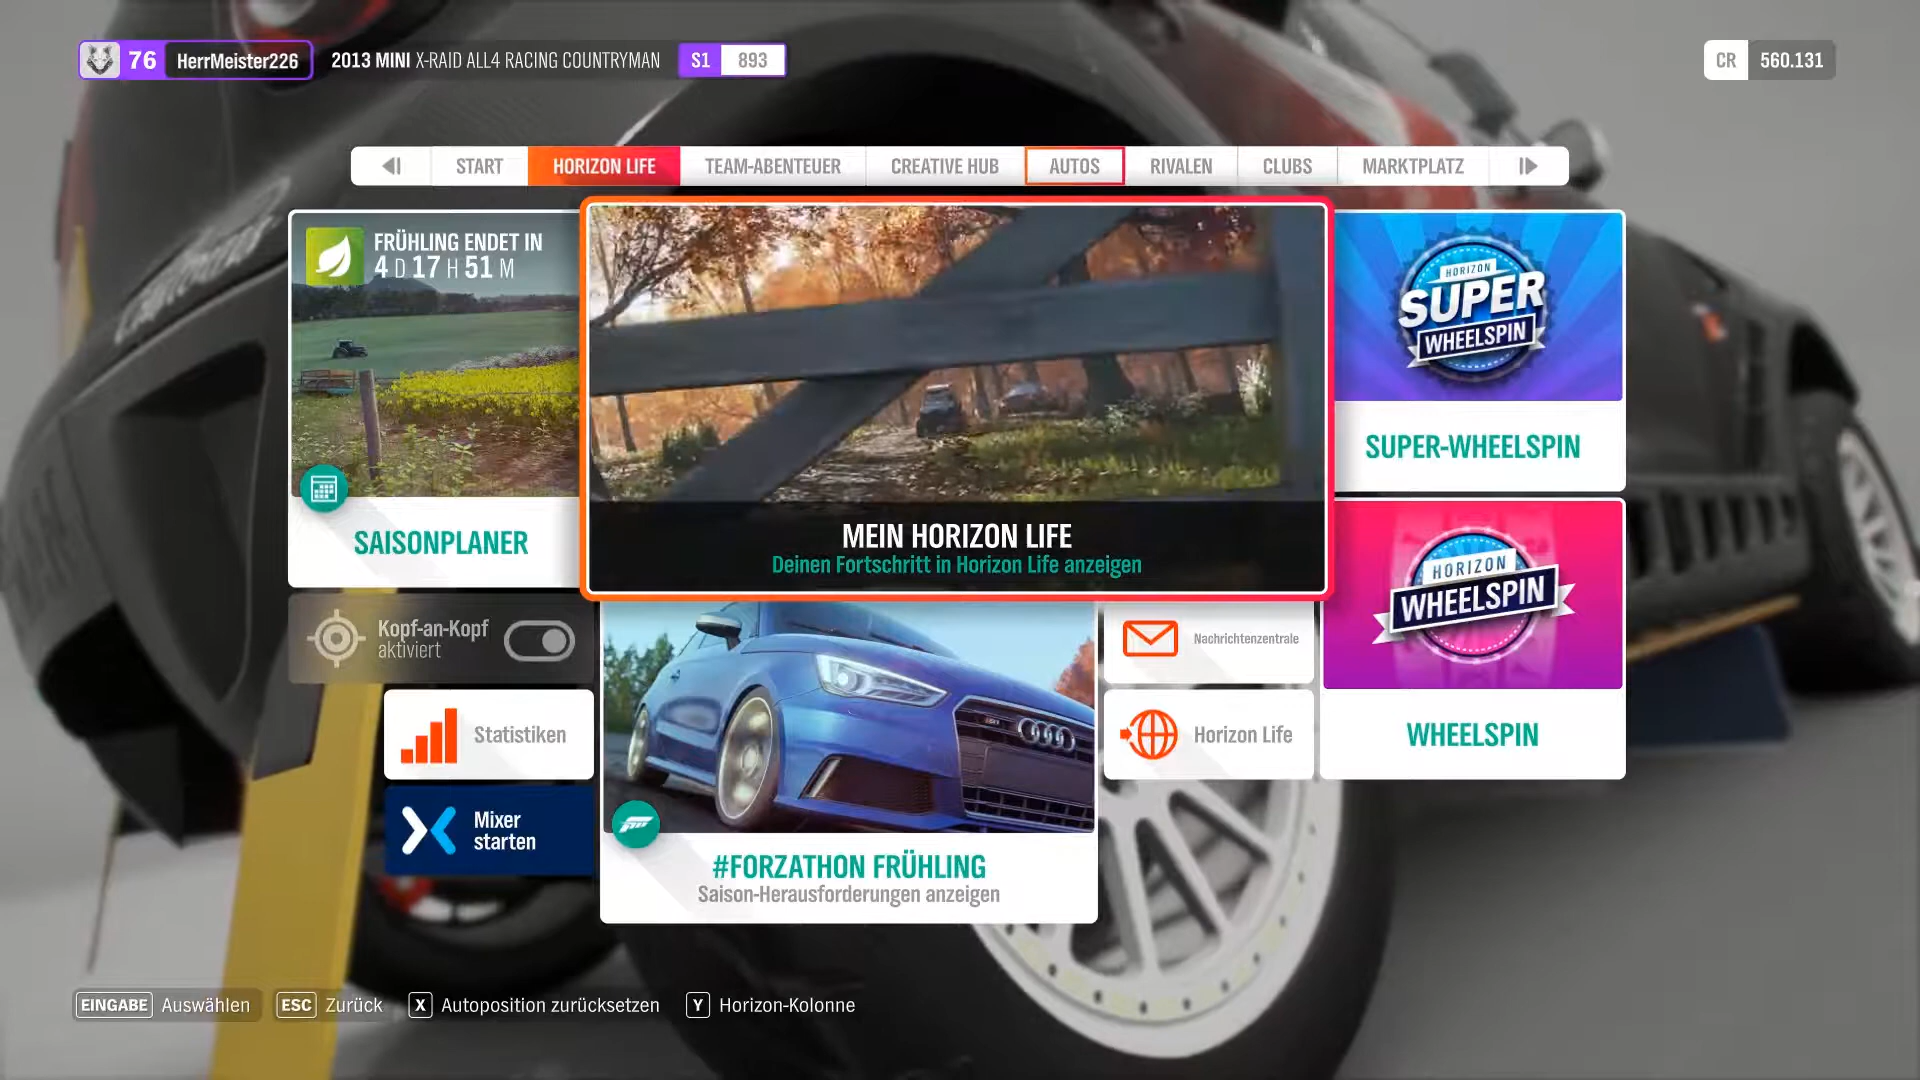 76 HerrMeister226 2013 MINI X-RAID ALL4 RACING COUNTRYMAN S1 893
CR 560.131
START HORIZON LIFE TEAM-ABENTEUER CREATIVE HUB AUTOS RIVALEN CLUBS MARKTPLATZ
FRÜHLING ENDET IN
4 D 17 H 51 M
SAISONPLANER
MEIN HORIZON LIFE
Deinen Fortschritt in Horizon Life anzeigen
HORIZON
SUPER
WHEELSPIN
SUPER-WHEELSPIN
Kopf-an-Kopf
aktiviert
Statistiken
Mixer
starten
#FORZATHON FRÜHLING
Saison-Herausforderungen anzeigen
Nachrichtenzentrale
Horizon Life
HORIZON
WHEELSPIN
WHEELSPIN
EINGABE Auswählen ESC Zurück X Autoposition zurücksetzen Y Horizon-Kolonne